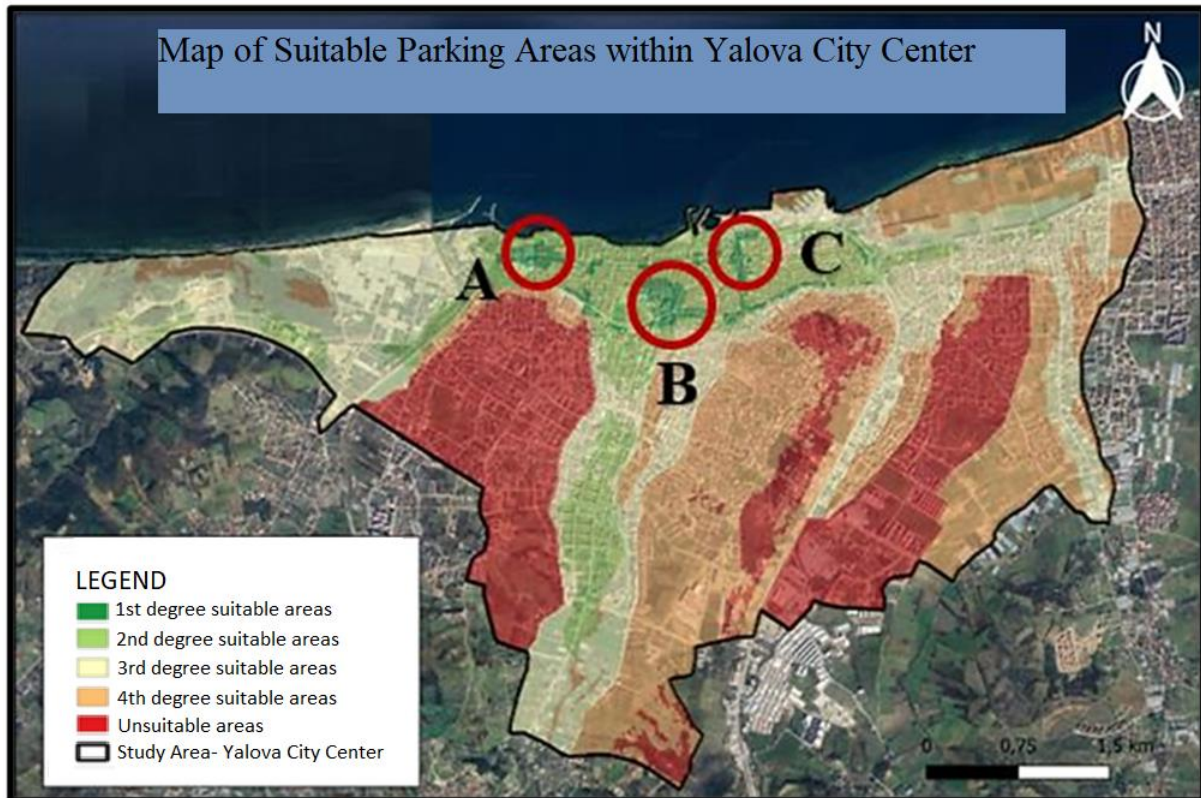 Map of Suitable Parking Areas within Yalova City Center
N
A
C
B
LEGEND
1st degree suitable areas
2nd degree suitable areas
3rd degree suitable areas
4th degree suitable areas
Unsuitable areas
Study Area- Yalova City Center
0 0,75 1,5 km